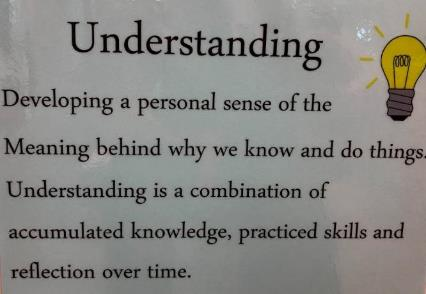 Understanding
Developing a personal sense of the
Meaning behind why we know and do things.
Understanding is a combination of
accumulated knowledge, practiced skills and
reflection over time.